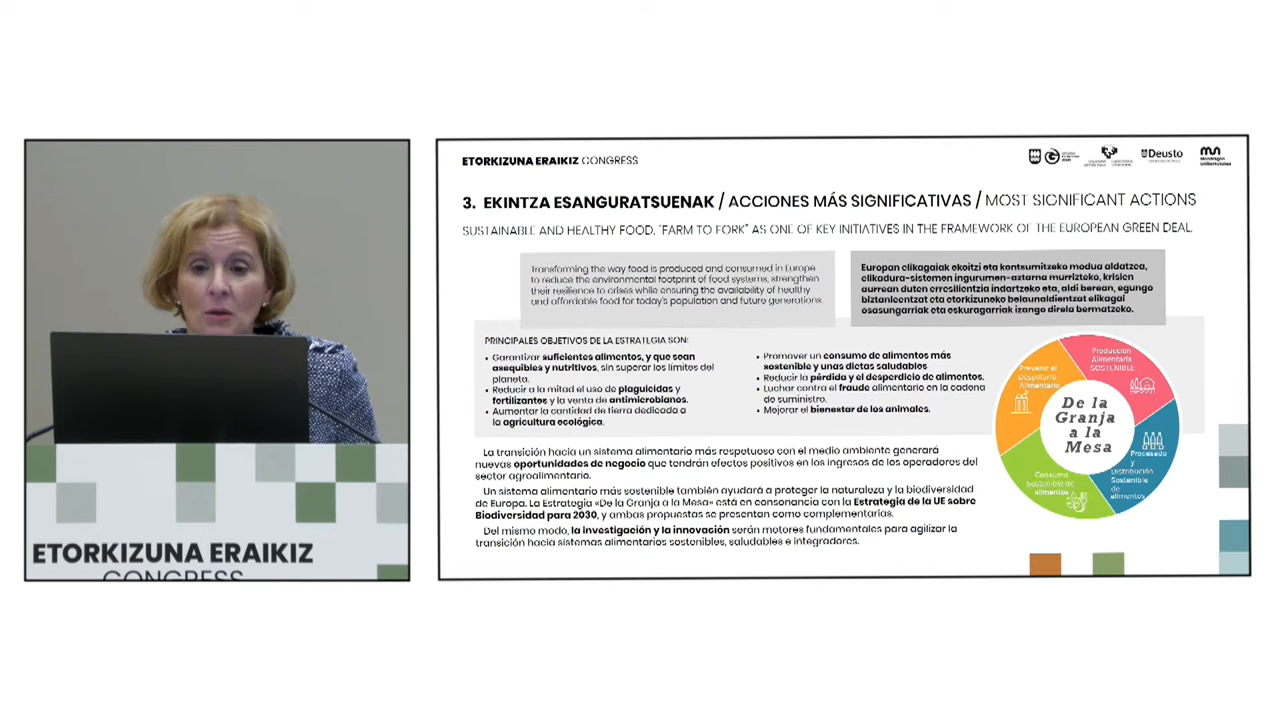 ETORKIZUNA ERAIKIZ CONGRESS
Deusto
3. EKINTZA ESANGURATSUENAK / ACCIONES MÁS SIGNIFICATIVAS / MOST SIGNIFICANT ACTIONS
SUSTAINABLE AND HEALTHY FOOD. "FARM TO FORK" AS ONE OF KEY INITIATIVES IN THE FRAMEWORK OF THE EUROPEAN GREEN DEAL.
Transforming the way food is produced and consumed in Europe
to reduce the environmental footprint of food systems, strengthen
their resilience to crises while ensuring the availability of healthy
and affordable food for today's population and future generations.
Europan elikagaiak ekoitzi eta kontsumitzeko modua aldatzea,
elikadura-sistemen ingurumen-aztarna murrizteko, krisien
aurrean duten erresilientzia indartzeko eta, aldi berean, egungo
biztanleentzat eta etorkizuneko belaunaldientzat elikagai
osasungarriak eta eskuragarriak izango direla bermatzeko.
PRINCIPALES OBJETIVOS DE LA ESTRATEGIA SON:
• Garantizar suficientes alimentos, y que sean
asequibles y nutritivos, sin superar los límites del
planeta.
• Reducir a la mitad el uso de plaguicidas y
fertilizantes y la venta de antimicrobianos.
• Aumentar la cantidad de tierra dedicada a
la agricultura ecológica.
• Promover un consumo de alimentos más
sostenible y unas dietas saludables
• Reducir la pérdida y el desperdicio de alimentos.
• Luchar contra el fraude alimentario en la cadena
de suministro.
• Mejorar el bienestar de los animales.
Prevenir el
Despilfarro
Alimentario
Producción
Alimentaria
SOSTENIBLE
De la
Granja
a la
Mesa
Procesado
y
Distribución
Sostenible
de
alimentos
Consumo
Sostenible de
alimentos
La transición hacia un sistema alimentario más respetuoso con el medio ambiente generará
nuevas oportunidades de negocio que tendrán efectos positivos en los ingresos de los operadores del
sector agroalimentario.
Un sistema alimentario más sostenible también ayudará a proteger la naturaleza y la biodiversidad
de Europa. La Estrategia «De la Granja a la Mesa» está en consonancia con la Estrategia de la UE sobre
Biodiversidad para 2030, y ambas propuestas se presentan como complementarias.
Del mismo modo, la investigación y la innovación serán motores fundamentales para agilizar la
transición hacia sistemas alimentarios sostenibles, saludables e integradores.
ETORKIZUNA ERAIKIZ
CONGRESS